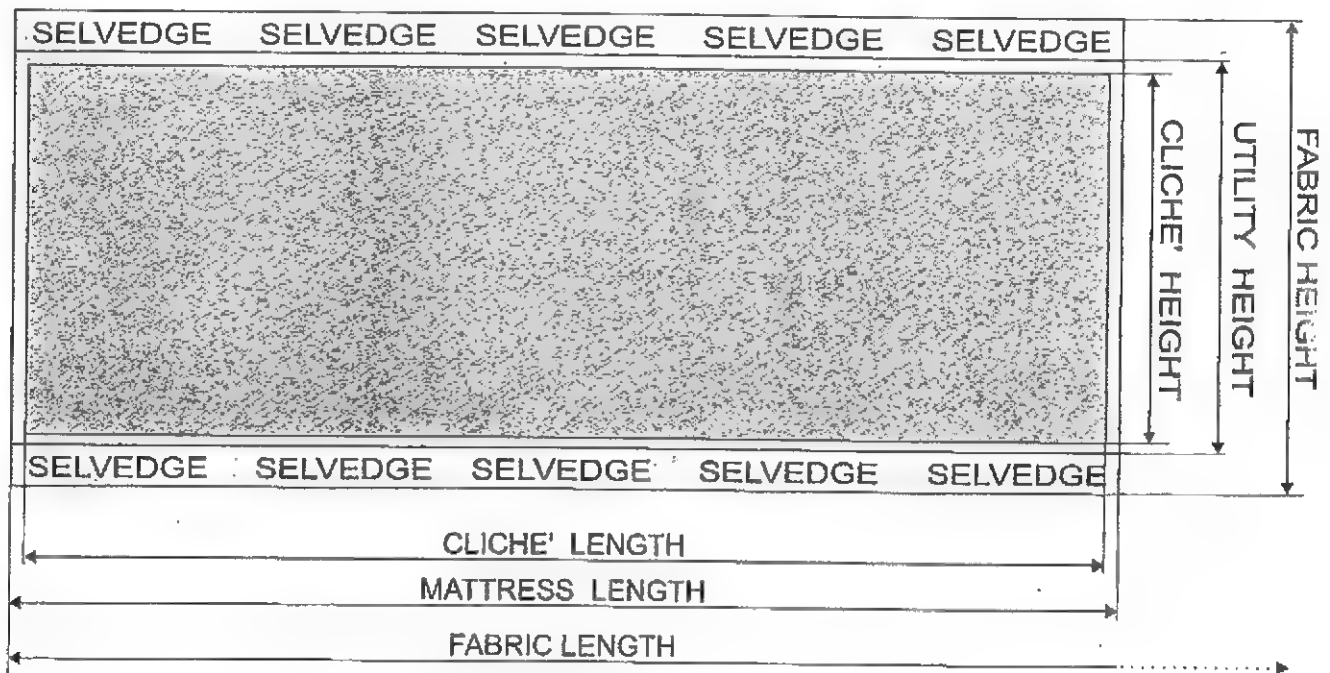 SELVEDGE SELVEDGE SELVEDGE SELVEDGE SELVEDGE
CLICHE' HEIGHT
UTILITY HEIGHT
FABRIC HEIGHT
SELVEDGE SELVEDGE SELVEDGE SELVEDGE SELVEDGE
CLICHE' LENGTH
MATTRESS LENGTH
FABRIC LENGTH